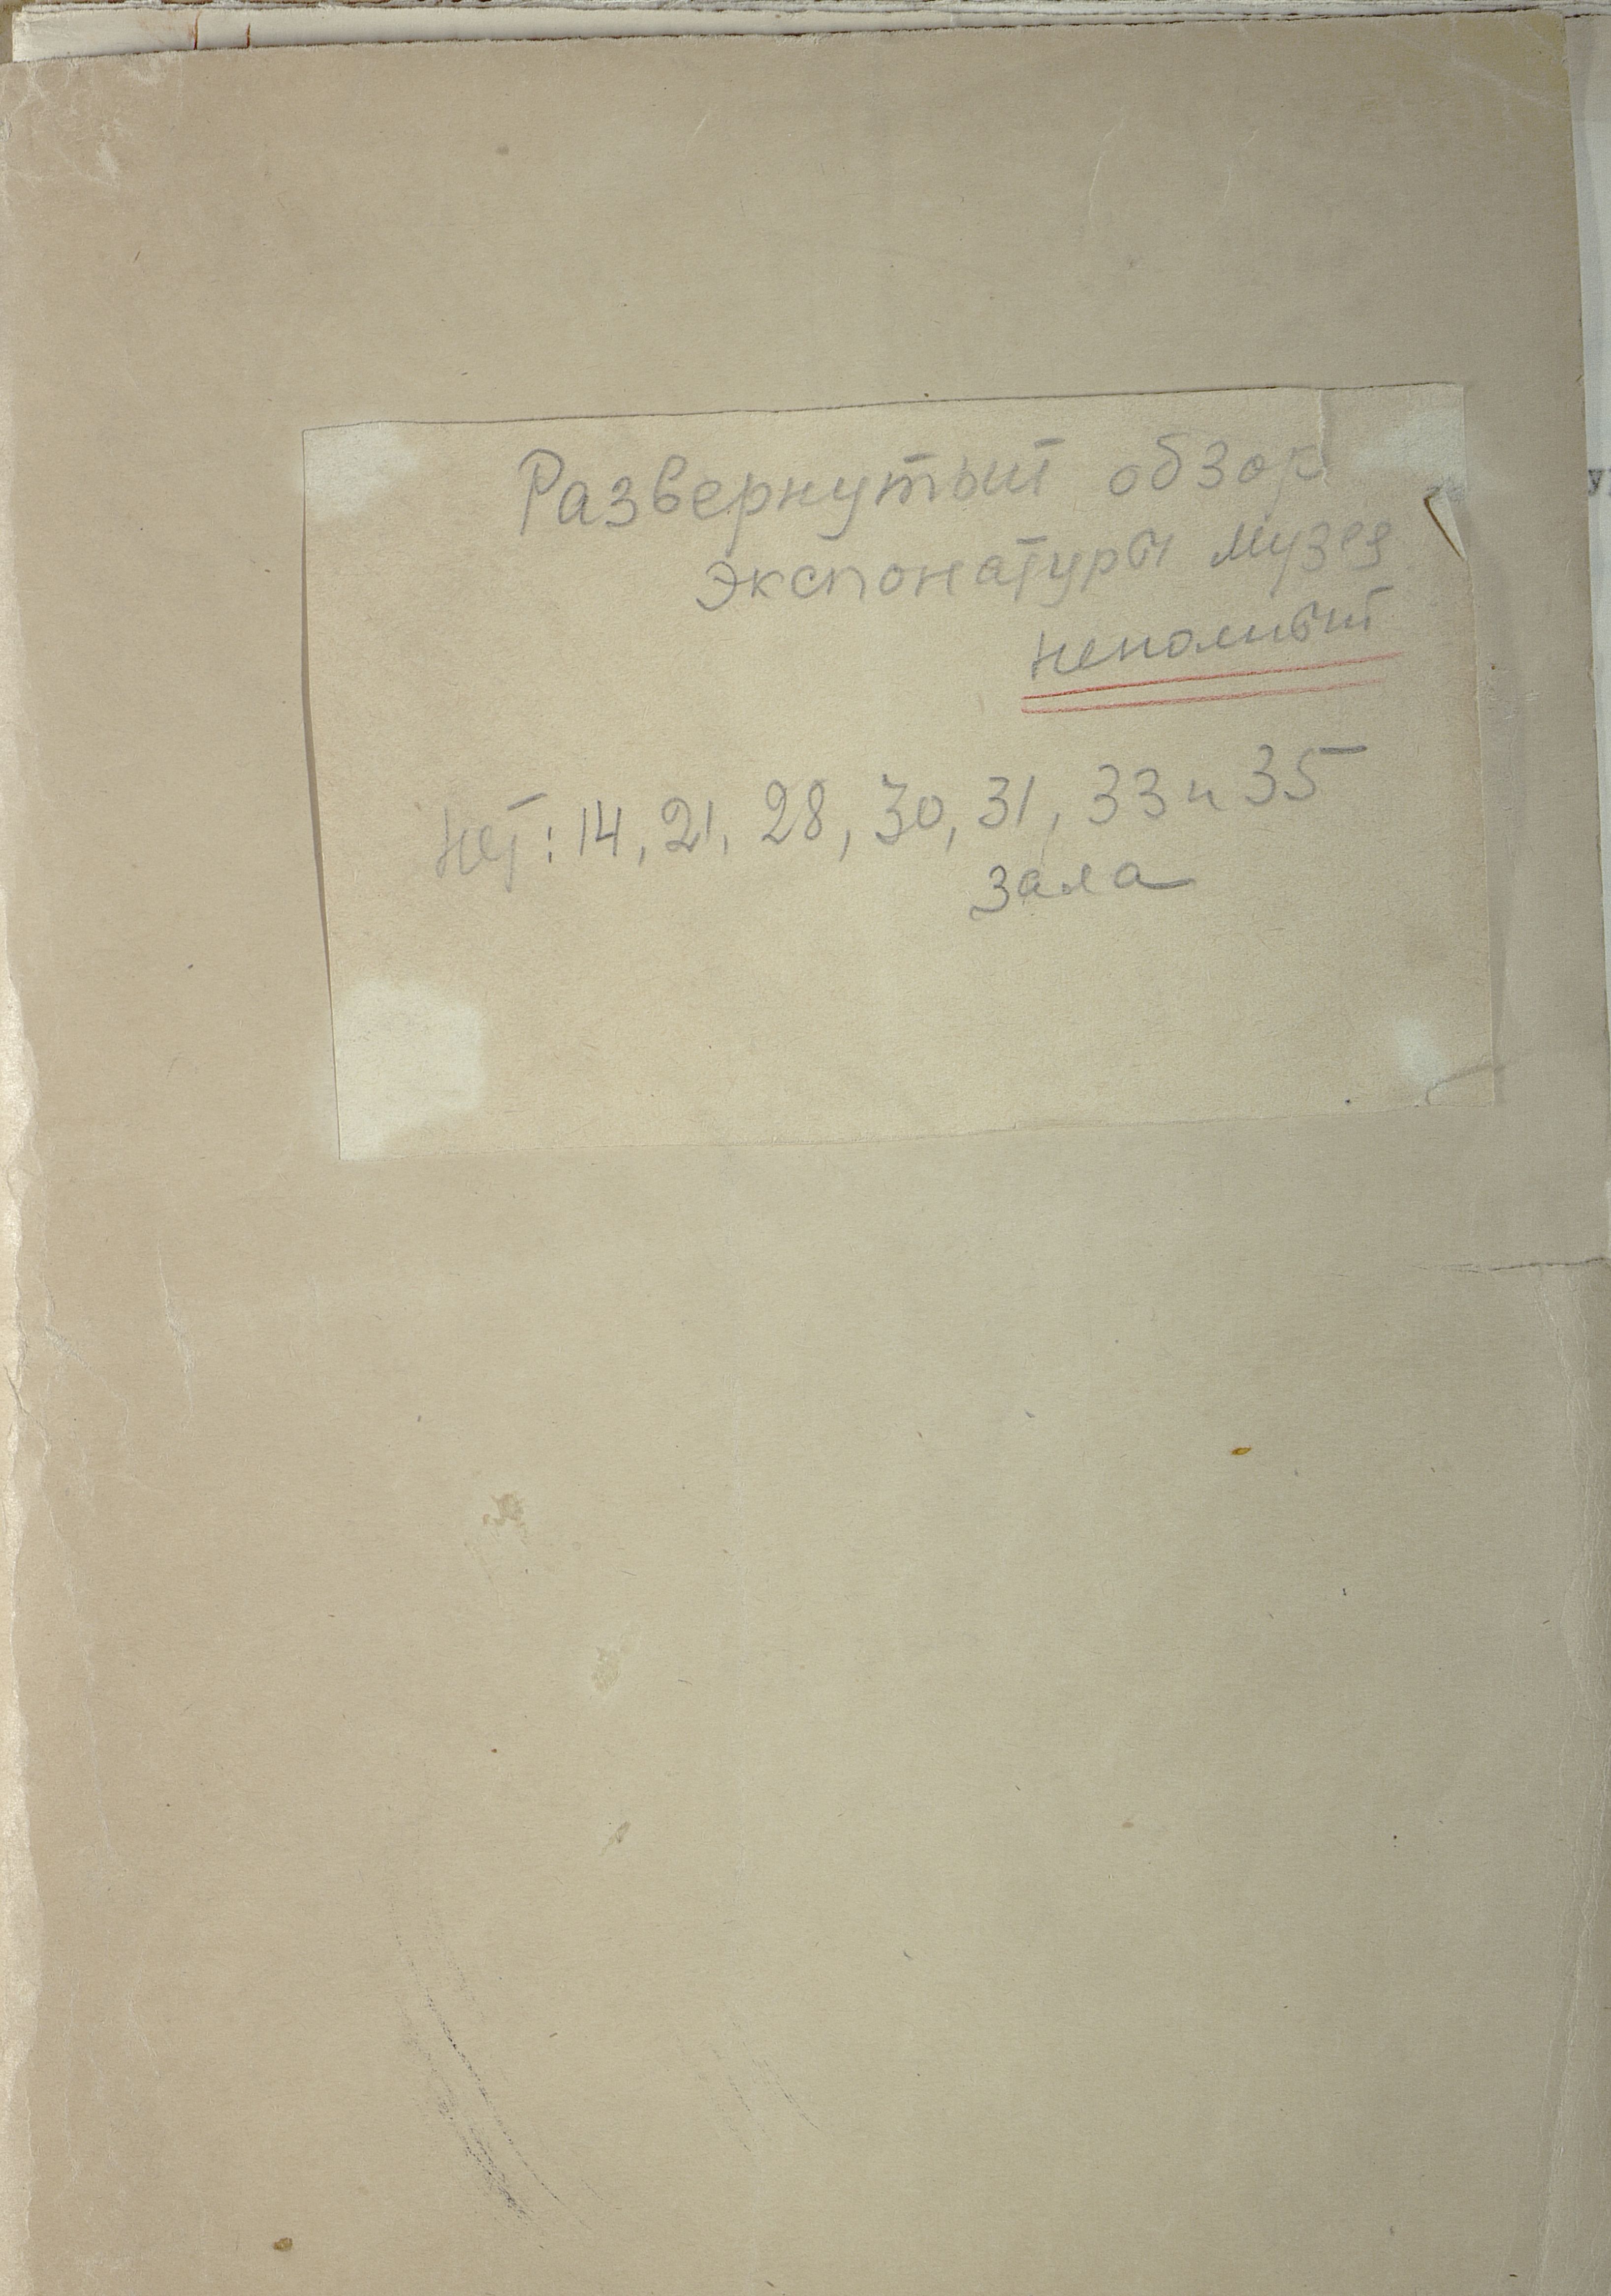 Развернутый обзор
экспонатуры музея
неполный
нет: 14, 21, 28, 30, 31, 33 и 35
зала